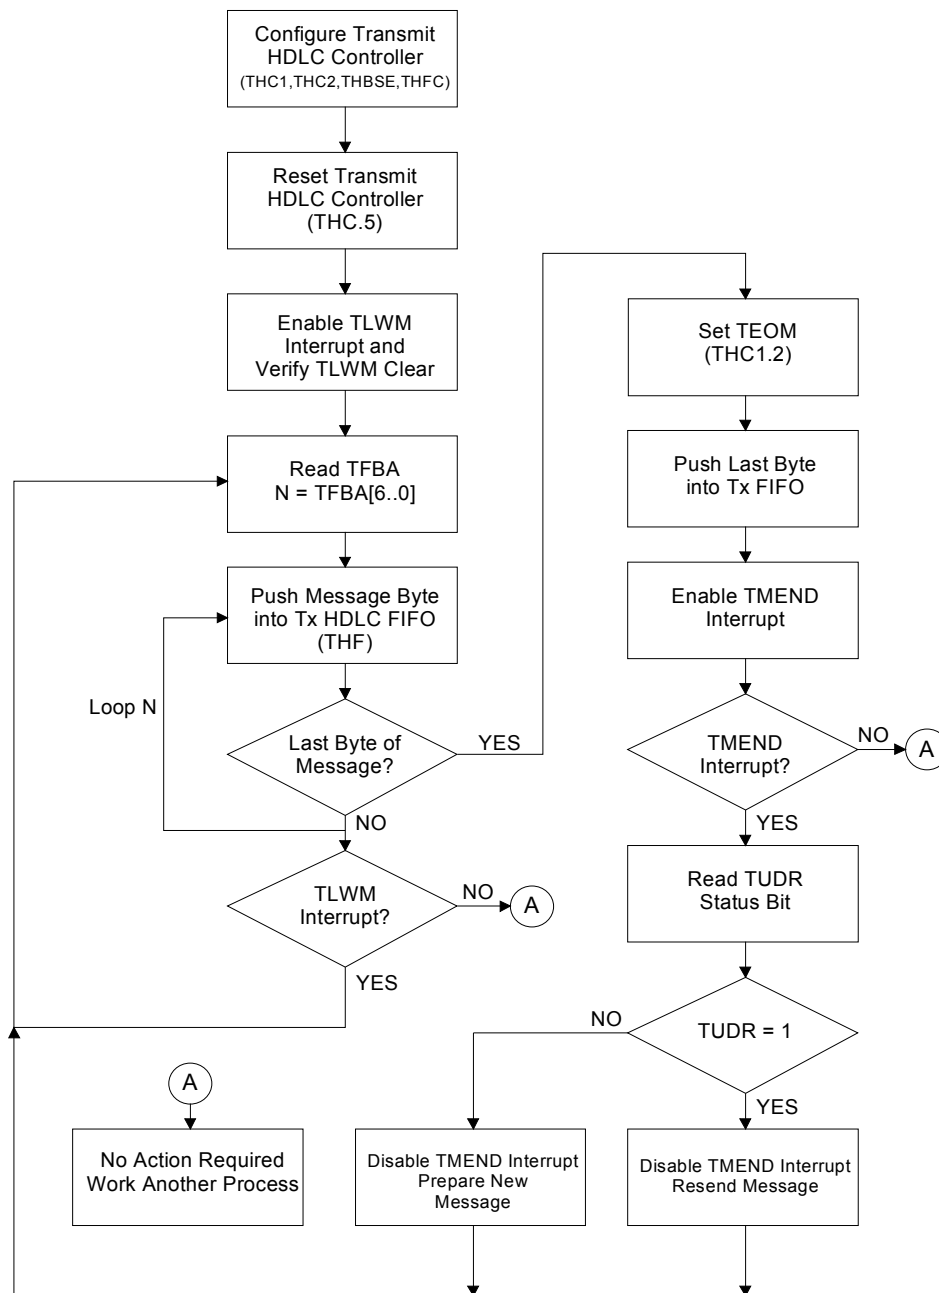 Configure Transmit
HDLC Controller
(THC1,THC2,THBSE,THFC)
Reset Transmit
HDLC Controller
(THC.5)
Enable TLWM
Interrupt and
Verify TLWM Clear
Read TFBA
N = TFBA[6..0]
Push Message Byte
into Tx HDLC FIFO
(THF)
Loop N
Last Byte of
Message?
YES
NO
TLWM
Interrupt?
NO
A
YES
A
No Action Required
Work Another Process
Set TEOM
(THC1.2)
Push Last Byte
into Tx FIFO
Enable TMEND
Interrupt
TMEND
Interrupt?
NO
A
YES
Read TUDR
Status Bit
TUDR = 1
NO
YES
Disable TMEND Interrupt
Prepare New
Message
Disable TMEND Interrupt
Resend Message